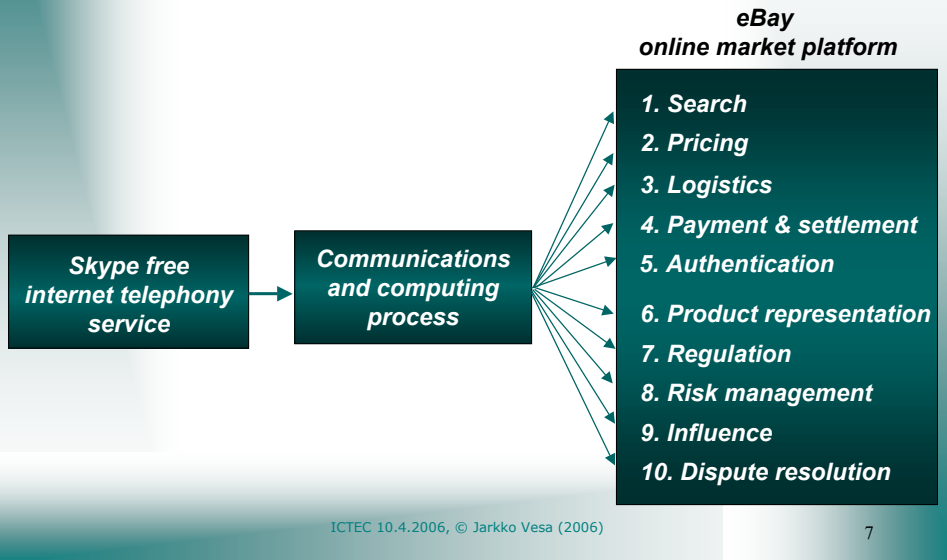 eBay
online market platform
1. Search
2. Pricing
3. Logistics
4. Payment & settlement
5. Authentication
6. Product representation
7. Regulation
8. Risk management
9. Influence
10. Dispute resolution
Skype free
internet telephony
service
Communications
and computing
process
ICTEC 10.4.2006, © Jarkko Vesa (2006)
7